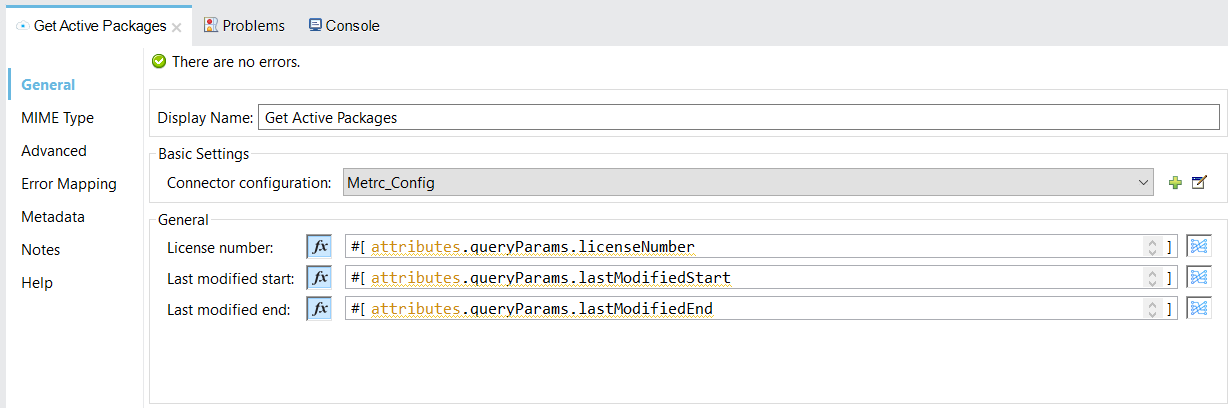 Get Active Packages Problems Console
There are no errors.
General
MIME Type
Advanced
Error Mapping
Metadata
Notes
Help
Display Name: Get Active Packages
Basic Settings
Connector configuration: Metrc_Config
General
License number: fx #[ attributes.queryParams.licenseNumber ]
Last modified start: fx #[ attributes.queryParams.lastModifiedStart ]
Last modified end: fx #[ attributes.queryParams.lastModifiedEnd ]